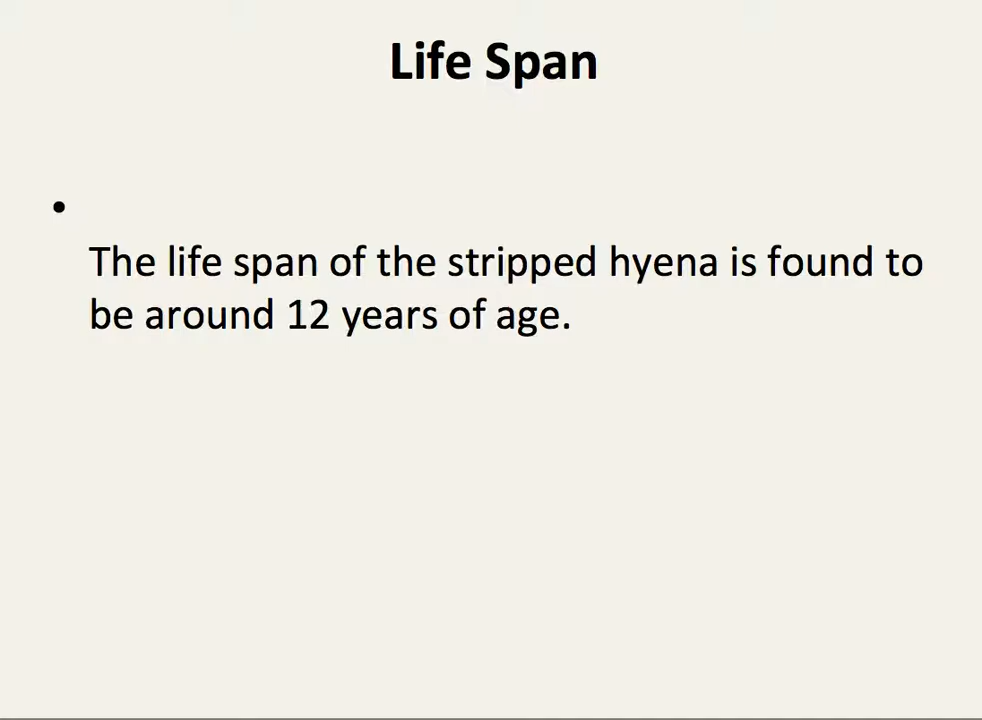 Life Span
•
The life span of the stripped hyena is found to
be around 12 years of age.